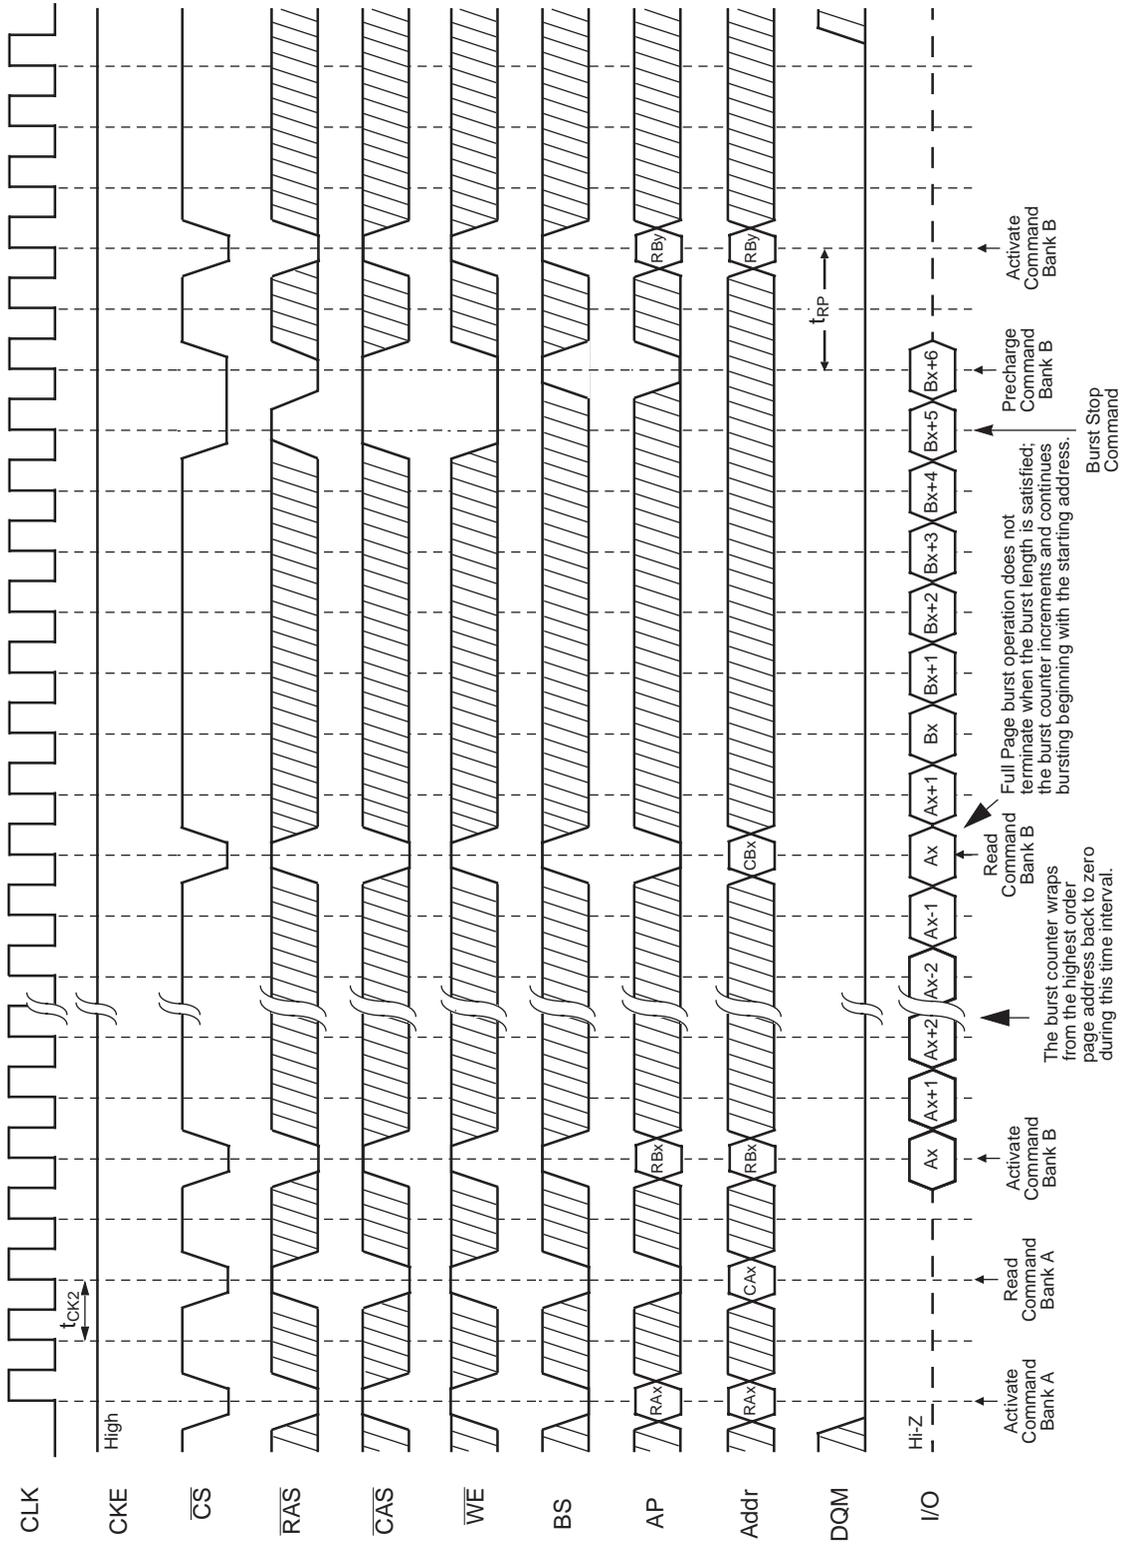 CLK
CKE
CS
RAS
CAS
WE
BS
AP
Addr
DQM
I/O
High
tCK2
RAx
RBx
RBy
RAx
CAx
RBx
CBx
RBy
tRP
Hi-Z
Ax
Ax+1
Ax+2
Ax-2
Ax-1
Ax
Ax+1
Bx
Bx+1
Bx+2
Bx+3
Bx+4
Bx+5
Bx+6
Activate
Command
Bank A
Read
Command
Bank A
Activate
Command
Bank B
The burst counter wraps
from the highest order
page address back to zero
during this time interval.
Read
Command
Bank B
Full Page burst operation does not
terminate when the burst length is satisfied;
the burst counter increments and continues
bursting beginning with the starting address.
Burst Stop
Command
Precharge
Command
Bank B
Activate
Command
Bank B